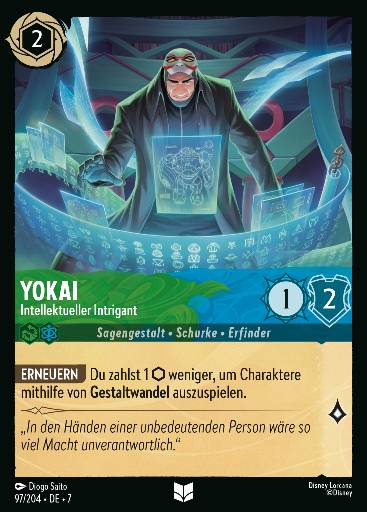 2
YOKAI
Intellektueller Intrigant
1
2
Sagengestalt • Schurke • Erfinder
ERNEUERN Du zahlst 1 weniger, um Charaktere
mithilfe von Gestaltwandel auszuspielen.
„In den Händen einer unbedeutenden Person wäre so
viel Macht unverantwortlich.“
Diogo Saito
97/204 • DE • 7
Disney Lorcana
©Disney